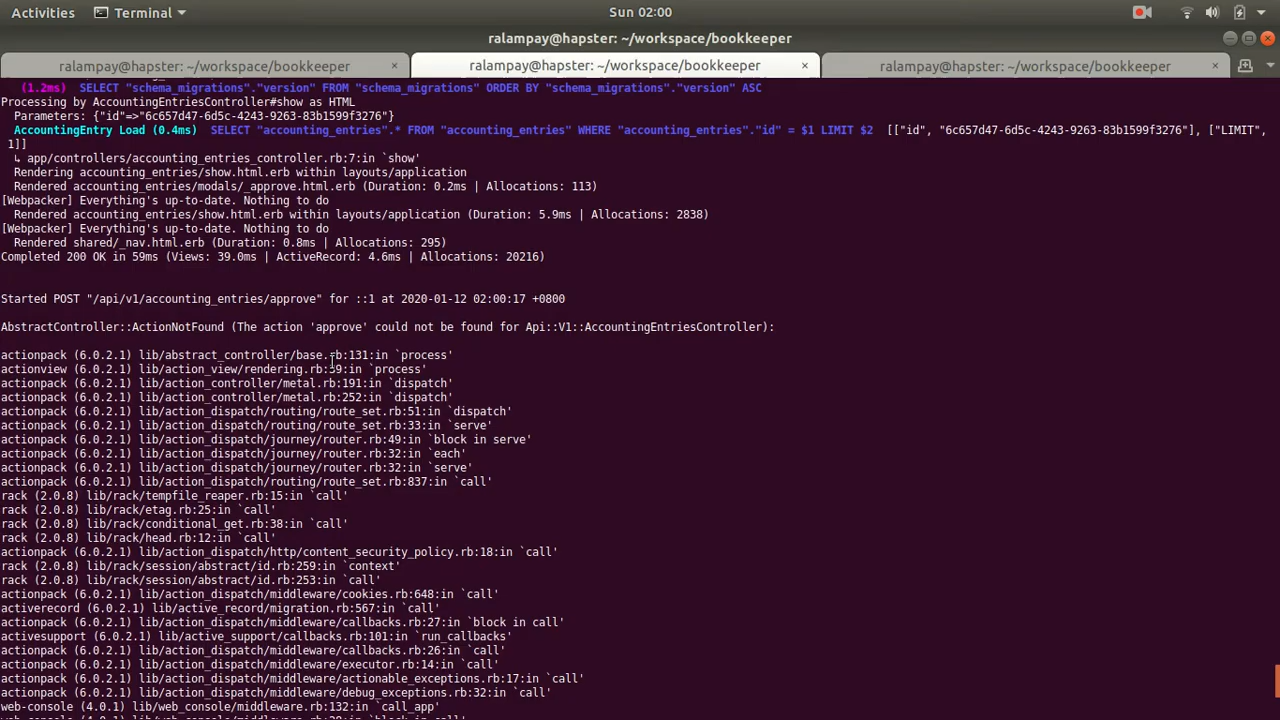 Activities Terminal Sun 02:00
ralampay@hapster: ~/workspace/bookkeeper
ralampay@hapster: ~/workspace/bookkeeper × ralampay@hapster: ~/workspace/bookkeeper × ralampay@hapster: ~/workspace/bookkeeper ×
(1.2ms) SELECT "schema_migrations"."version" FROM "schema_migrations" ORDER BY "schema_migrations"."version" ASC
Processing by AccountingEntriesController#show as HTML
Parameters: {"id"=>"6c657d47-6d5c-4243-9263-83b1599f3276"}
AccountingEntry Load (0.4ms) SELECT "accounting_entries".* FROM "accounting_entries" WHERE "accounting_entries"."id" = $1 LIMIT $2 [["id", "6c657d47-6d5c-4243-9263-83b1599f3276"], ["LIMIT",
1]]
↳ app/controllers/accounting_entries_controller.rb:7:in `show'
Rendering accounting_entries/show.html.erb within layouts/application
Rendered accounting_entries/modals/_approve.html.erb (Duration: 0.2ms | Allocations: 113)
[Webpacker] Everything's up-to-date. Nothing to do
Rendered accounting_entries/show.html.erb within layouts/application (Duration: 5.9ms | Allocations: 2838)
[Webpacker] Everything's up-to-date. Nothing to do
Rendered shared/_nav.html.erb (Duration: 0.8ms | Allocations: 295)
Completed 200 OK in 59ms (Views: 39.0ms | ActiveRecord: 4.6ms | Allocations: 20216)
Started POST "/api/v1/accounting_entries/approve" for ::1 at 2020-01-12 02:00:17 +0800
AbstractController::ActionNotFound (The action 'approve' could not be found for Api::V1::AccountingEntriesController):
actionpack (6.0.2.1) lib/abstract_controller/base.rb:131:in `process'
actionview (6.0.2.1) lib/action_view/rendering.rb:39:in `process'
actionpack (6.0.2.1) lib/action_controller/metal.rb:191:in `dispatch'
actionpack (6.0.2.1) lib/action_controller/metal.rb:252:in `dispatch'
actionpack (6.0.2.1) lib/action_dispatch/routing/route_set.rb:51:in `dispatch'
actionpack (6.0.2.1) lib/action_dispatch/routing/route_set.rb:33:in `serve'
actionpack (6.0.2.1) lib/action_dispatch/journey/router.rb:49:in `block in serve'
actionpack (6.0.2.1) lib/action_dispatch/journey/router.rb:32:in `each'
actionpack (6.0.2.1) lib/action_dispatch/journey/router.rb:32:in `serve'
actionpack (6.0.2.1) lib/action_dispatch/routing/route_set.rb:837:in `call'
rack (2.0.8) lib/rack/tempfile_reaper.rb:15:in `call'
rack (2.0.8) lib/rack/etag.rb:25:in `call'
rack (2.0.8) lib/rack/conditional_get.rb:38:in `call'
rack (2.0.8) lib/rack/head.rb:12:in `call'
actionpack (6.0.2.1) lib/action_dispatch/http/content_security_policy.rb:18:in `call'
rack (2.0.8) lib/rack/session/abstract/id.rb:259:in `context'
rack (2.0.8) lib/rack/session/abstract/id.rb:253:in `call'
actionpack (6.0.2.1) lib/action_dispatch/middleware/cookies.rb:648:in `call'
activerecord (6.0.2.1) lib/active_record/migration.rb:567:in `call'
actionpack (6.0.2.1) lib/action_dispatch/middleware/callbacks.rb:27:in `block in call'
activesupport (6.0.2.1) lib/active_support/callbacks.rb:101:in `run_callbacks'
actionpack (6.0.2.1) lib/action_dispatch/middleware/callbacks.rb:26:in `call'
actionpack (6.0.2.1) lib/action_dispatch/middleware/executor.rb:14:in `call'
actionpack (6.0.2.1) lib/action_dispatch/middleware/actionable_exceptions.rb:17:in `call'
actionpack (6.0.2.1) lib/action_dispatch/middleware/debug_exceptions.rb:32:in `call'
web-console (4.0.1) lib/web_console/middleware.rb:132:in `call_app'